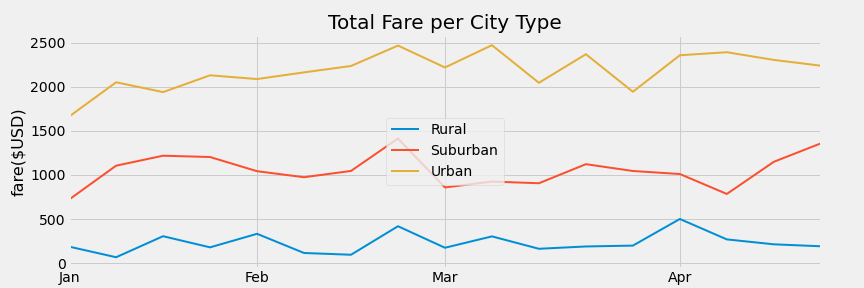 Total Fare per City Type
fare($USD)
2500
2000
1500
1000
500
0
Rural
Suburban
Urban
Jan Feb Mar Apr